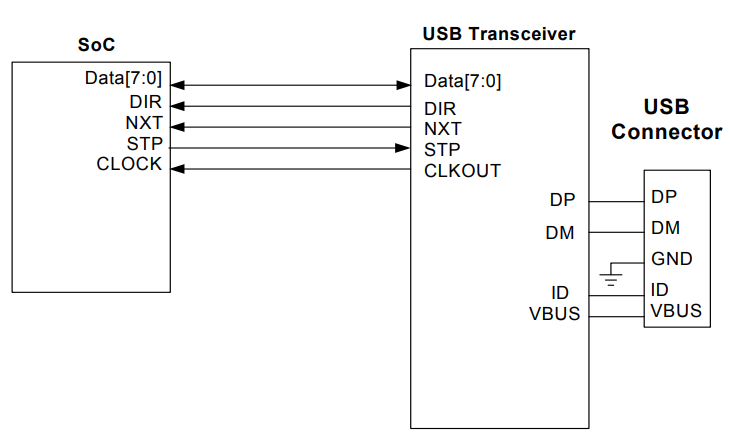 SoC
Data[7:0]
DIR
NXT
STP
CLOCK
USB Transceiver
Data[7:0]
DIR
NXT
STP
CLKOUT
DP
DM
ID
VBUS
USB
Connector
DP
DM
GND
ID
VBUS